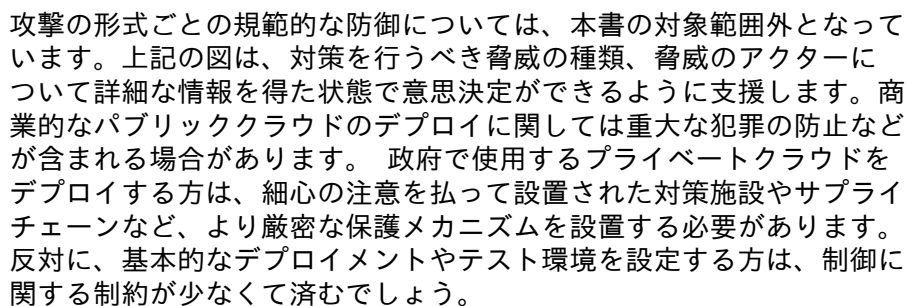 攻撃の形式ごとの規範的な防御については、本書の対象範囲外となって
います。上記の図は、対策を行うべき脅威の種類、脅威のアクターに
ついて詳細な情報を得た状態で意思決定ができるように支援します。商
業的なパブリッククラウドのデプロイに関しては重大な犯罪の防止など
が含まれる場合があります。 政府で使用するプライベートクラウドを
デプロイする方は、細心の注意を払って設置された対策施設やサプライ
チェーンなど、より厳密な保護メカニズムを設置する必要があります。
反対に、基本的なデプロイメントやテスト環境を設定する方は、制御に
関する制約が少なくて済むでしょう。